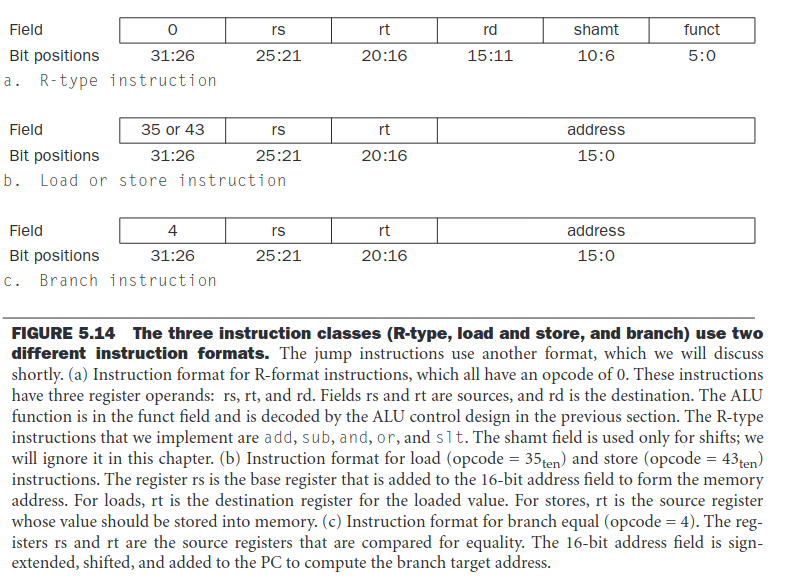 Field 0 rs rt rd shamt funct
Bit positions 31:26 25:21 20:16 15:11 10:6 5:0
a. R-type instruction
Field 35 or 43 rs rt address
Bit positions 31:26 25:21 20:16 15:0
b. Load or store instruction
Field 4 rs rt address
Bit positions 31:26 25:21 20:16 15:0
c. Branch instruction
FIGURE 5.14 The three instruction classes (R-type, load and store, and branch) use two
different instruction formats. The jump instructions use another format, which we will discuss
shortly. (a) Instruction format for R-format instructions, which all have an opcode of 0. These instructions
have three register operands: rs, rt, and rd. Fields rs and rt are sources, and rd is the destination. The ALU
function is in the funct field and is decoded by the ALU control design in the previous section. The R-type
instructions that we implement are add, sub, and, or, and slt. The shamt field is used only for shifts; we
will ignore it in this chapter. (b) Instruction format for load (opcode = 35ten) and store (opcode = 43ten)
instructions. The register rs is the base register that is added to the 16-bit address field to form the memory
address. For loads, rt is the destination register for the loaded value. For stores, rt is the source register
whose value should be stored into memory. (c) Instruction format for branch equal (opcode = 4). The reg-
isters rs and rt are the source registers that are compared for equality. The 16-bit address field is sign-
extended, shifted, and added to the PC to compute the branch target address.